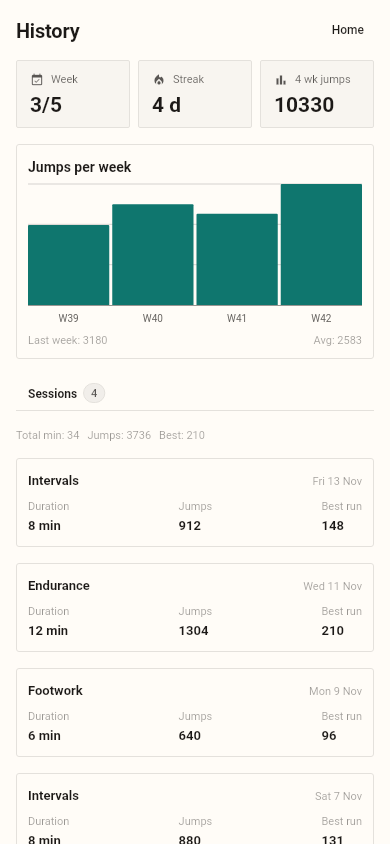 History
Home
Week
3/5
Streak
4 d
4 wk jumps
10330
Jumps per week
W39 W40 W41 W42
Last week: 3180 Avg: 2583
Sessions 4
Total min: 34 Jumps: 3736 Best: 210
Intervals Fri 13 Nov
Duration Jumps Best run
8 min 912 148
Endurance Wed 11 Nov
Duration Jumps Best run
12 min 1304 210
Footwork Mon 9 Nov
Duration Jumps Best run
6 min 640 96
Intervals Sat 7 Nov
Duration Jumps Best run
8 min 880 131